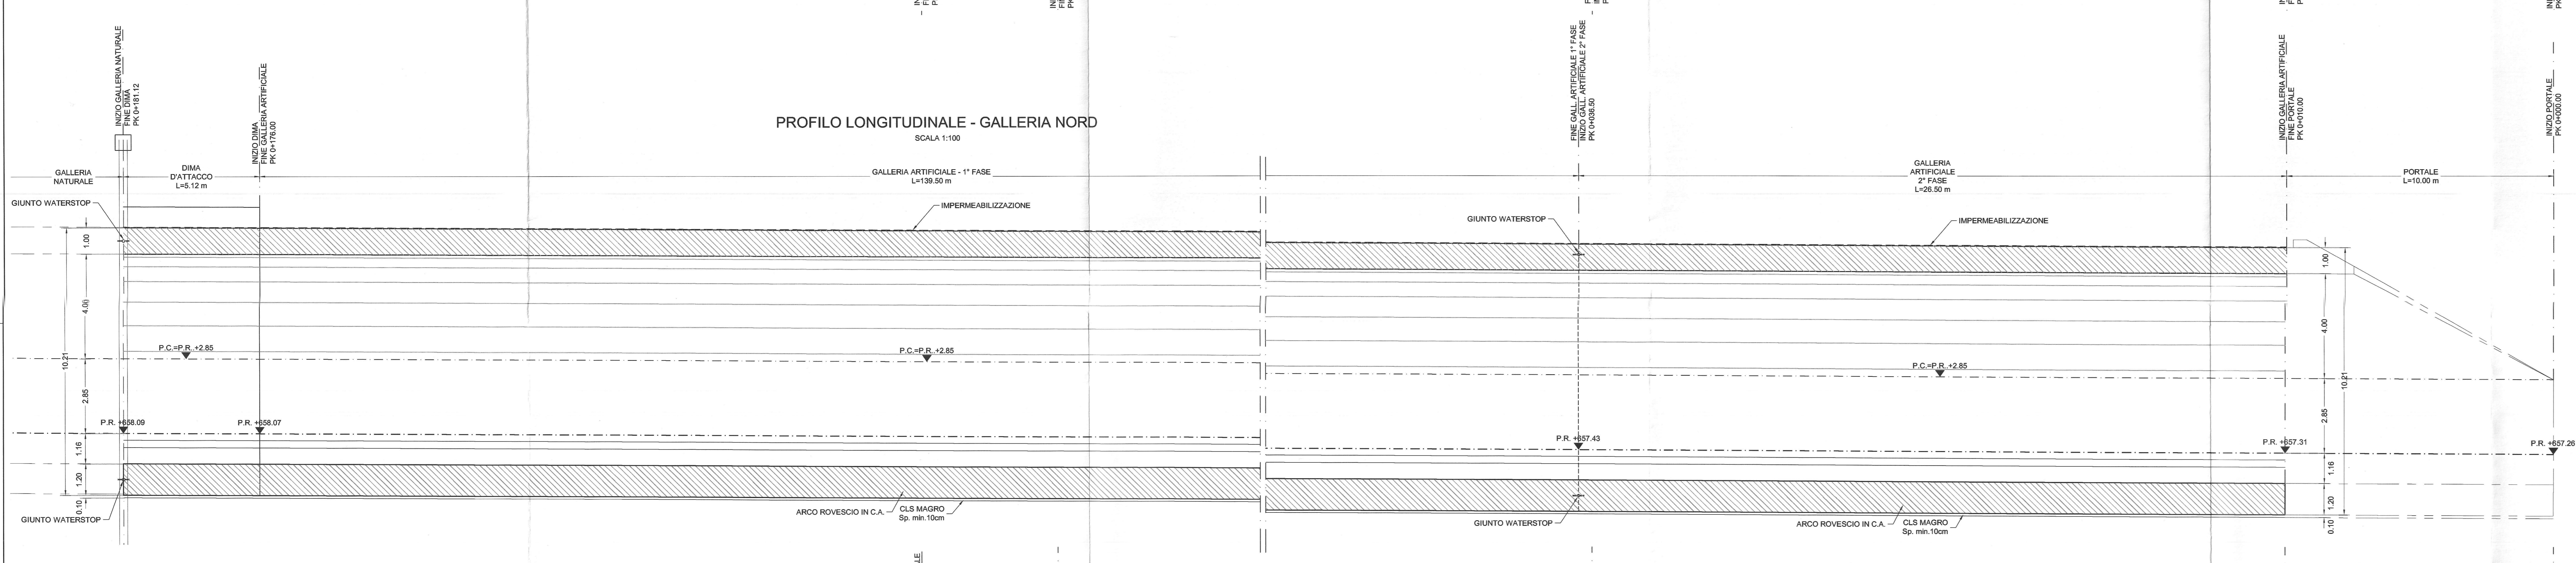 PROFILO LONGITUDINALE - GALLERIA NORD
SCALA 1:100
INIZIO GALLERIA NATURALE
FINE DIMA
PK 0+181.12
INIZIO DIMA
FINE GALLERIA ARTIFICIALE
PK 0+176.00
FINE GALL. ARTIFICIALE 1° FASE
INIZIO GALL. ARTIFICIALE 2° FASE
PK 0+036.50
INIZIO GALLERIA ARTIFICIALE
FINE PORTALE
PK 0+010.00
INIZIO PORTALE
PK 0+000.00
GALLERIA
NATURALE
DIMA
D'ATTACCO
L=5.12 m
GALLERIA ARTIFICIALE - 1° FASE
L=139.50 m
GALLERIA
ARTIFICIALE
2° FASE
L=26.50 m
PORTALE
L=10.00 m
GIUNTO WATERSTOP
IMPERMEABILIZZAZIONE
GIUNTO WATERSTOP
IMPERMEABILIZZAZIONE
1.00
4.00
10.21
2.85
1.16
1.20
0.10
P.C.=P.R..+2.85
P.C.=P.R..+2.85
P.C.=P.R..+2.85
P.R. +658.09
P.R. +658.07
P.R. +657.43
P.R. +657.31
P.R. +657.26
1.00
4.00
10.21
2.85
1.16
1.20
0.10
GIUNTO WATERSTOP
ARCO ROVESCIO IN C.A.
CLS MAGRO
Sp. min.10cm
GIUNTO WATERSTOP
ARCO ROVESCIO IN C.A.
CLS MAGRO
Sp. min.10cm